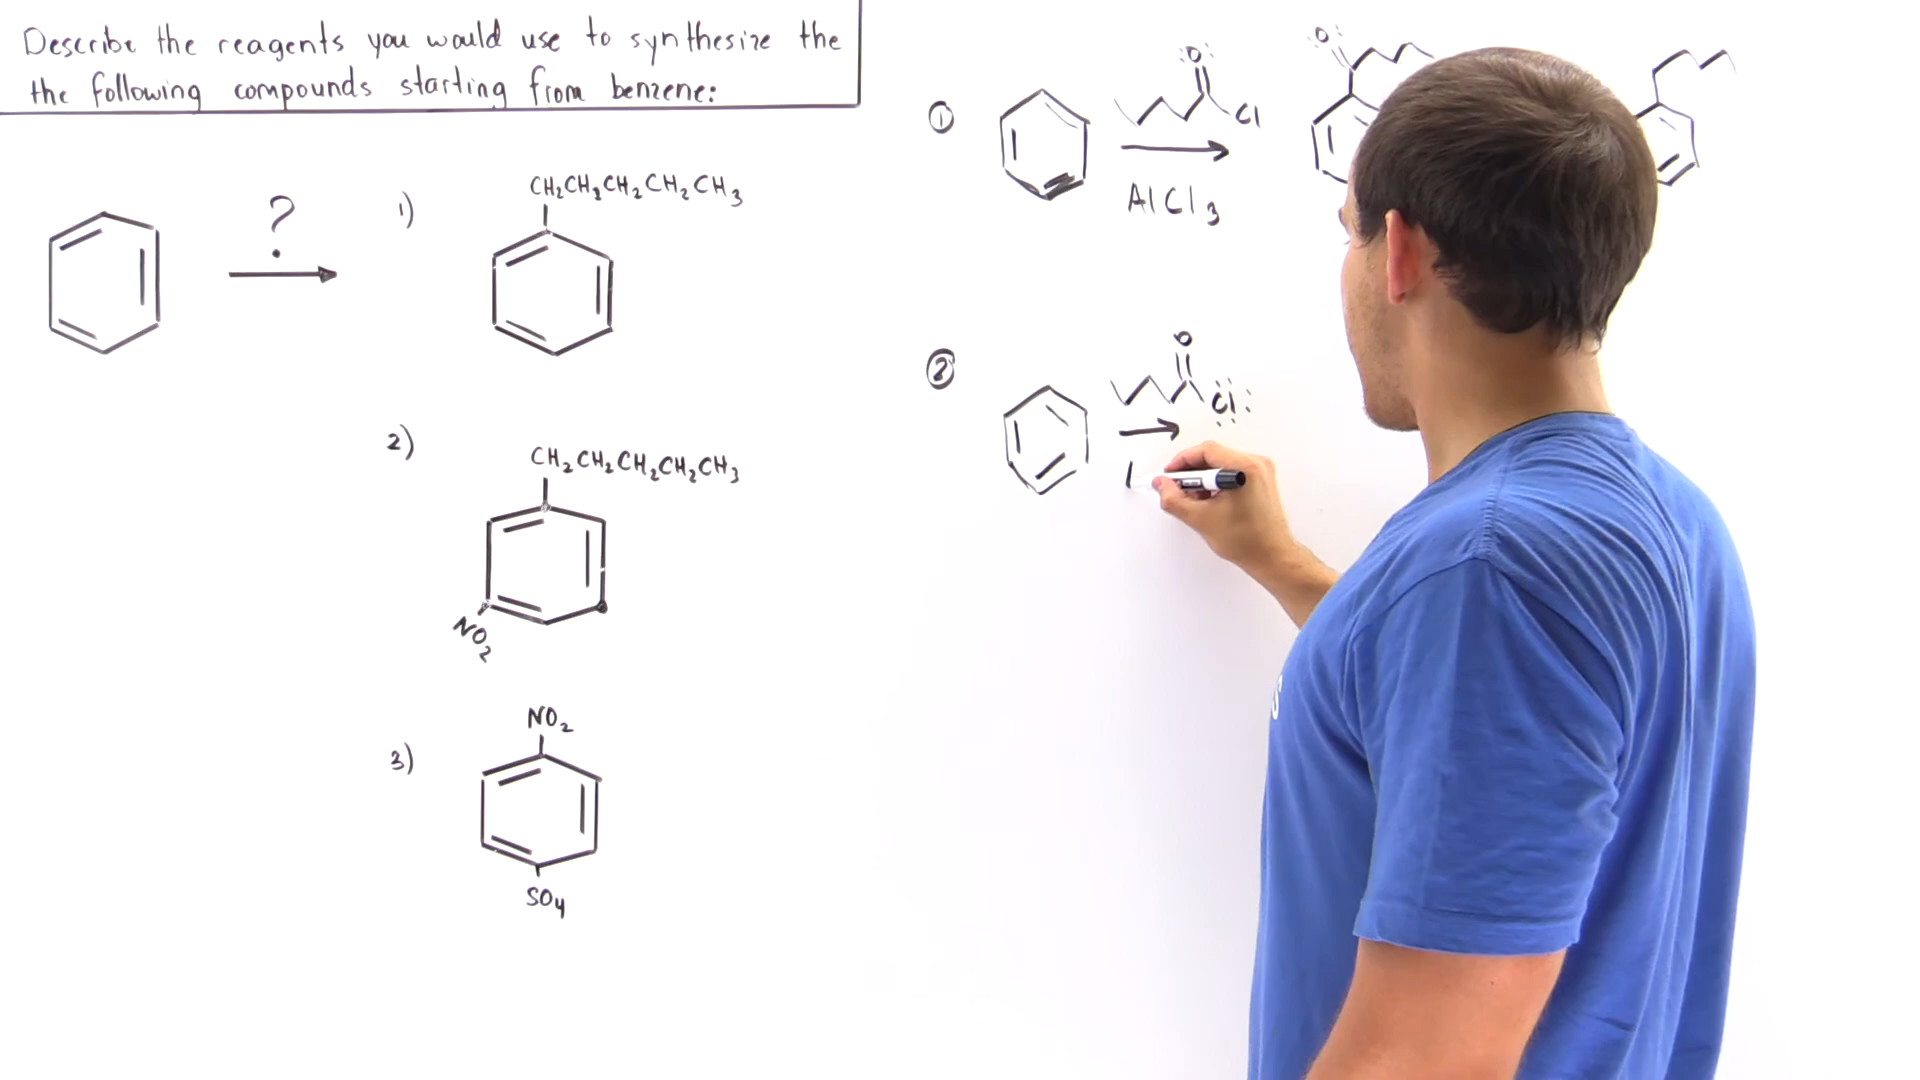 Describe the reagents you would use to synthesize the
the following compounds starting from benzene:
?
1)
CH₂CH₂CH₂CH₂CH₃
2)
CH₂CH₂CH₂CH₂CH₃
NO₂
3)
NO₂
SO₄
①
:O:
Cl
AlCl₃
:O:
②
O
:Cl: